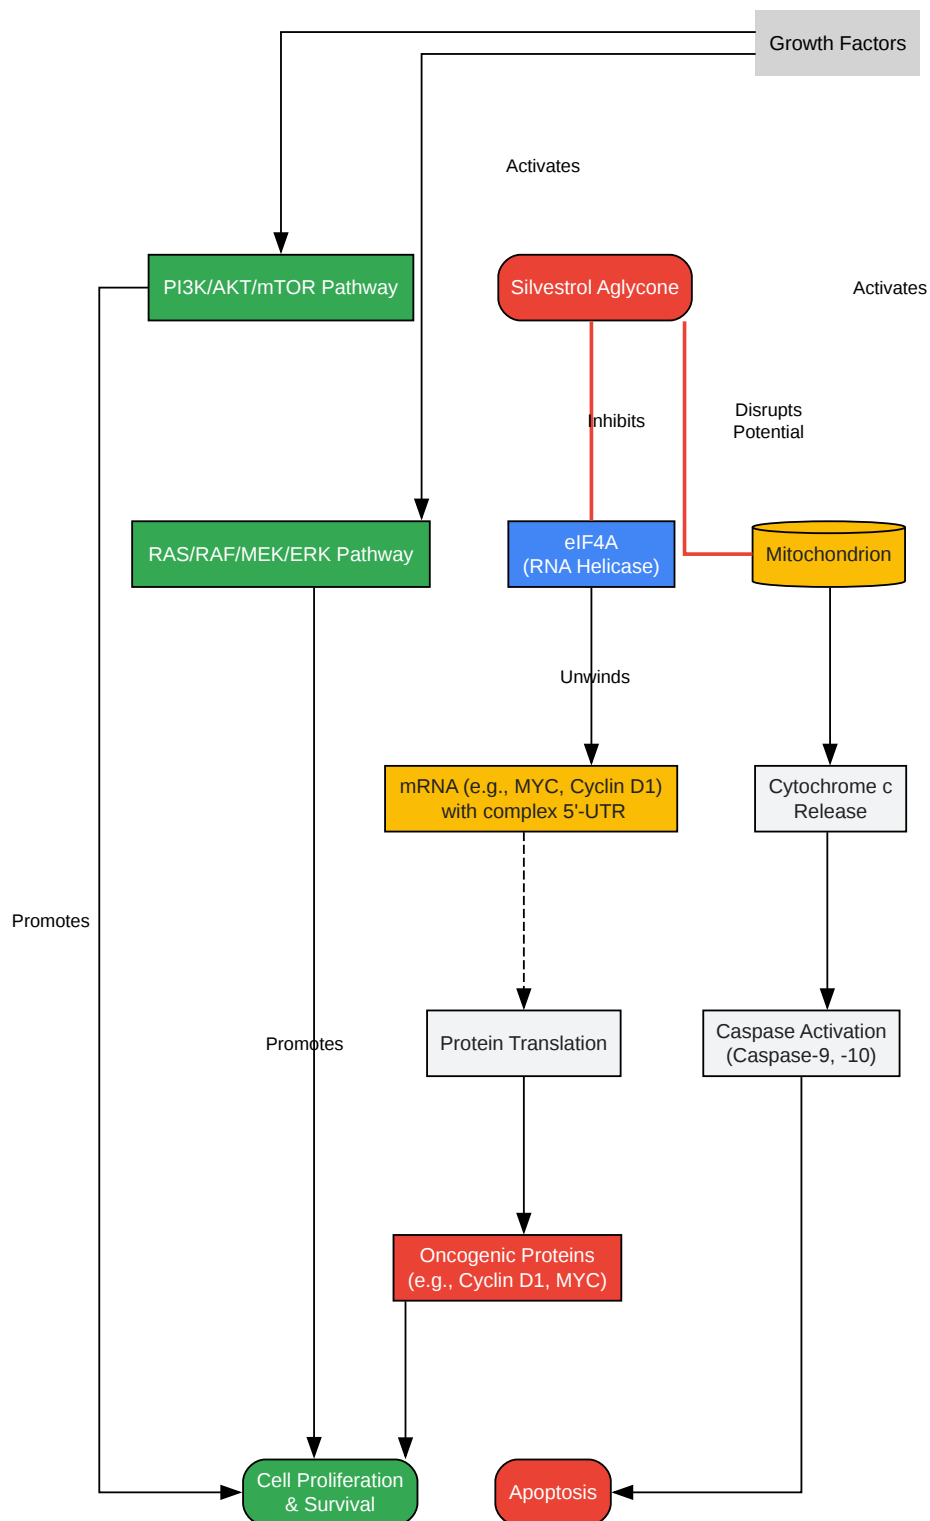 Growth Factors
Activates
PI3K/AKT/mTOR Pathway
Silvestrol Aglycone
Activates
Inhibits
Disrupts
Potential
RAS/RAF/MEK/ERK Pathway
eIF4A
(RNA Helicase)
Mitochondrion
Unwinds
mRNA (e.g., MYC, Cyclin D1)
with complex 5'-UTR
Cytochrome c
Release
Promotes
Promotes
Protein Translation
Caspase Activation
(Caspase-9, -10)
Oncogenic Proteins
(e.g., Cyclin D1, MYC)
Cell Proliferation
& Survival
Apoptosis